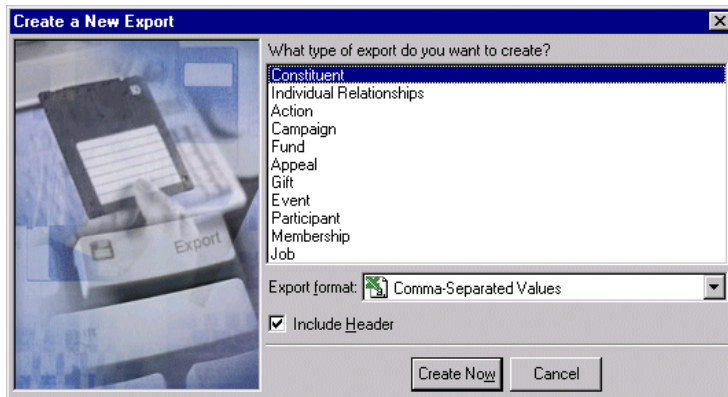 Create a New Export
What type of export do you want to create?
Constituent
Individual Relationships
Action
Campaign
Fund
Appeal
Gift
Event
Participant
Membership
Job
Export
Export format: Comma-Separated Values
Include Header
Create Now Cancel